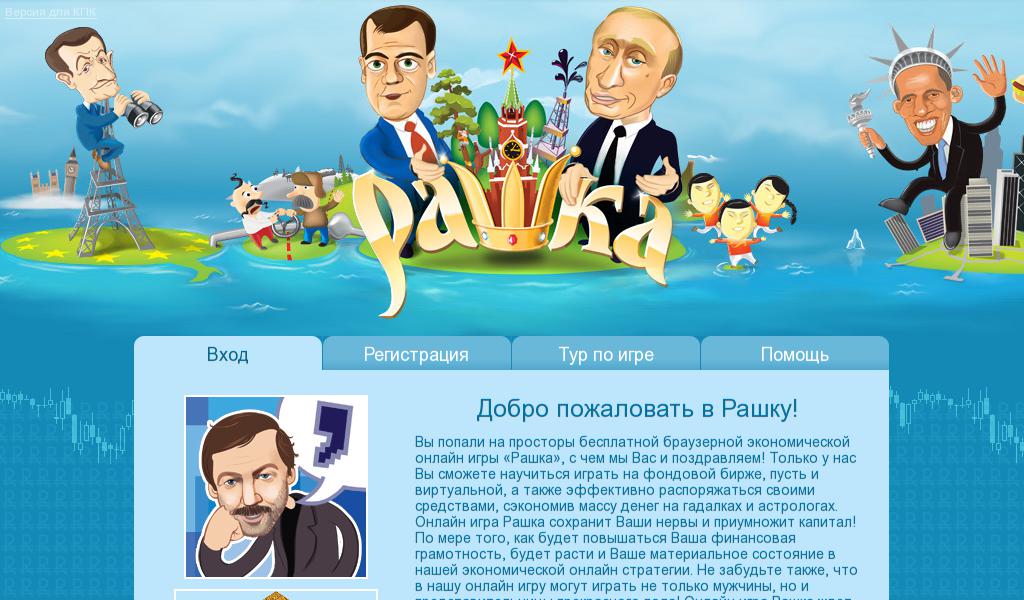 Версия для КПК
рашка
Вход
Регистрация
Тур по игре
Помощь
Добро пожаловать в Рашку!
Вы попали на просторы бесплатной браузерной экономической
онлайн игры «Рашка», с чем мы Вас и поздравляем! Только у нас
Вы сможете научиться играть на фондовой бирже, пусть и
виртуальной, а также эффективно распоряжаться своими
средствами, сэкономив массу денег на гадалках и астрологах.
Онлайн игра Рашка сохранит Ваши нервы и приумножит капитал!
По мере того, как будет повышаться Ваша финансовая
грамотность, будет расти и Ваше материальное состояние в
нашей экономической онлайн стратегии. Не забудьте также, что
в нашу онлайн игру могут играть не только мужчины, но и